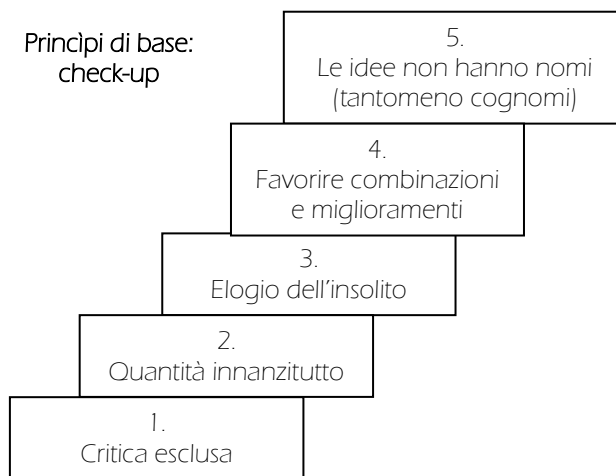 Princìpi di base:
check-up
5.
Le idee non hanno nomi
(tantomeno cognomi)
4.
Favorire combinazioni
e miglioramenti
3.
Elogio dell'insolito
2.
Quantità innanzitutto
1.
Critica esclusa